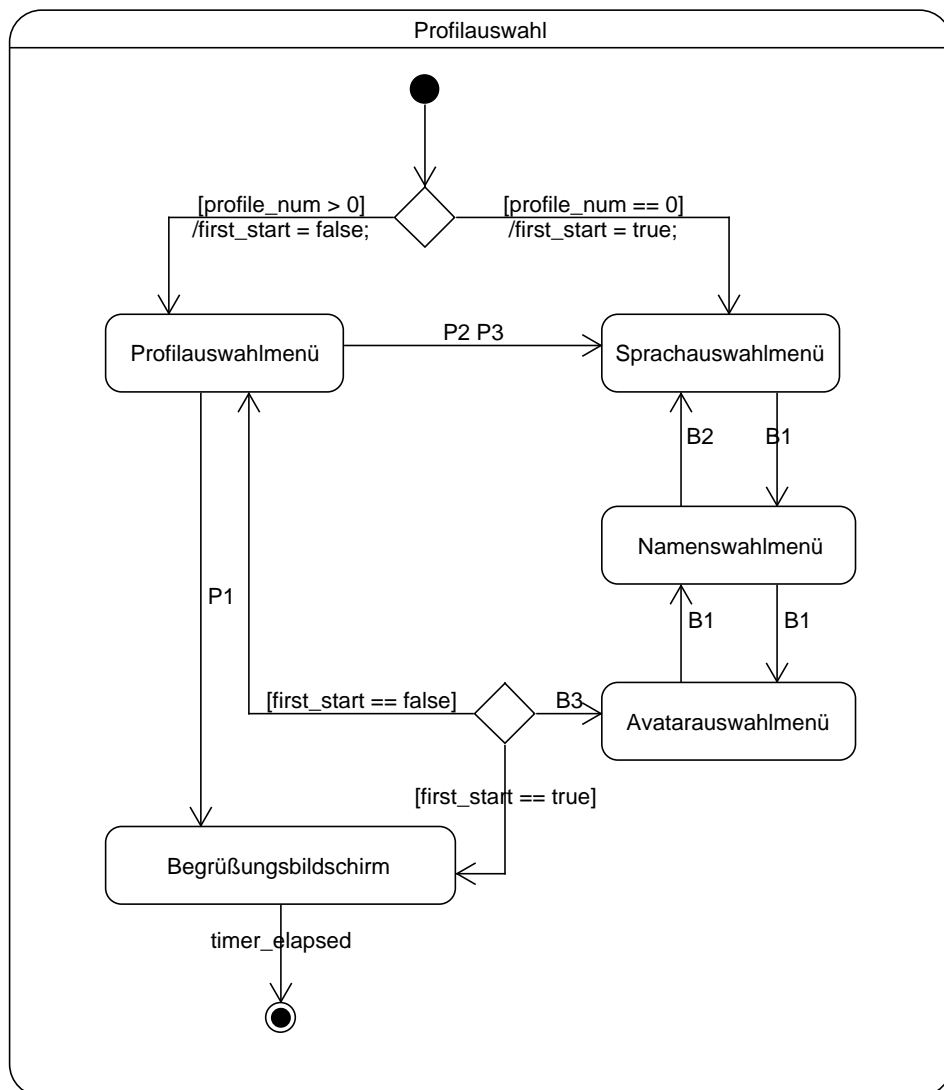 Profilauswahl
[profile_num > 0]
/first_start = false;
[profile_num == 0]
/first_start = true;
Profilauswahlmenü
P2 P3
Sprachauswahlmenü
B2
B1
Namenswahlmenü
P1
B1
B1
[first_start == false]
B3
Avatarauswahlmenü
[first_start == true]
Begrüßungsbildschirm
timer_elapsed